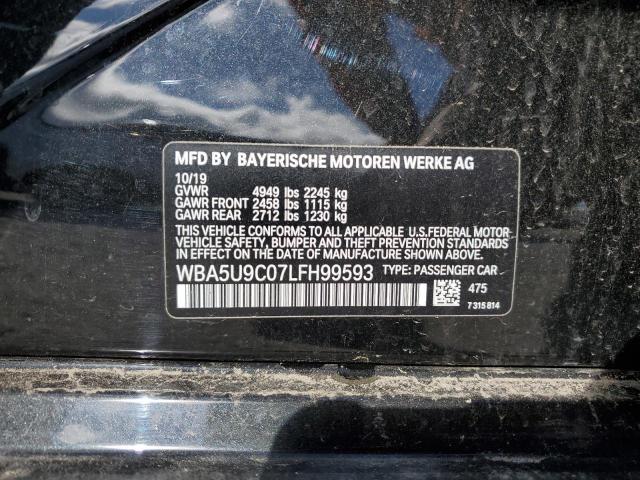 MFD BY BAYERISCHE MOTOREN WERKE AG
10/19
GVWR 4949 lbs 2245 kg
GAWR FRONT 2458 lbs 1115 kg
GAWR REAR 2712 lbs 1230 kg
THIS VEHICLE CONFORMS TO ALL APPLICABLE U.S.FEDERAL MOTOR
VEHICLE SAFETY, BUMPER AND THEFT PREVENTION STANDARDS
IN EFFECT ON THE DATE OF MANUFACTURE SHOWN ABOVE.
WBA5U9C07LFH99593 TYPE: PASSENGER CAR
475
7315814